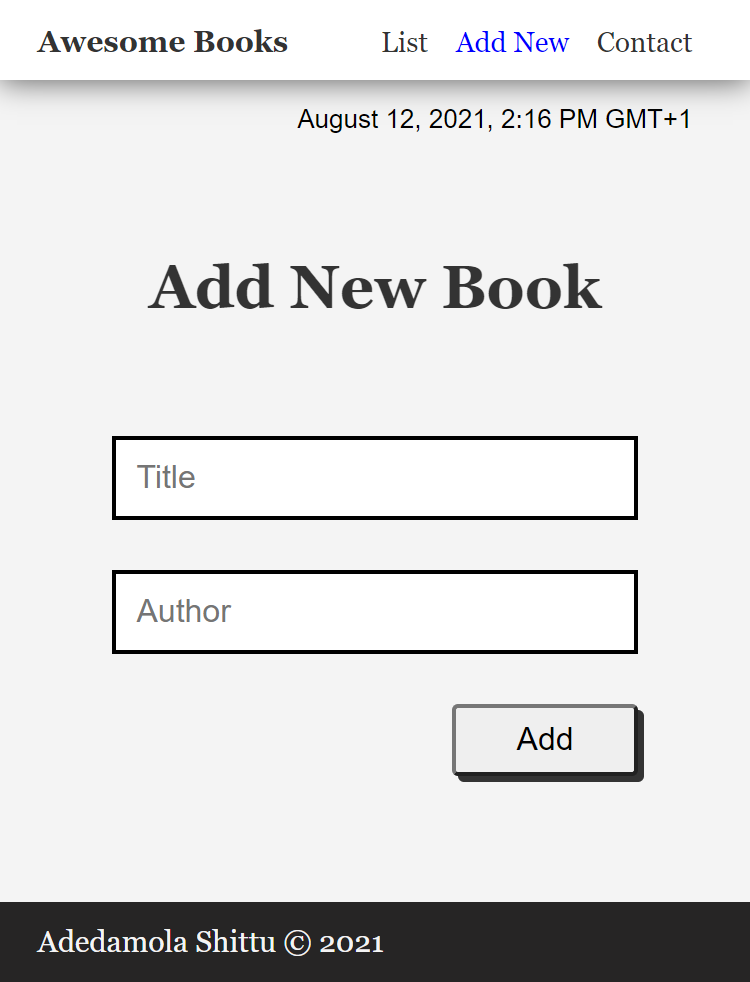 Awesome Books List Add New Contact
August 12, 2021, 2:16 PM GMT+1
Add New Book
Title
Author
Add
Adedamola Shittu © 2021